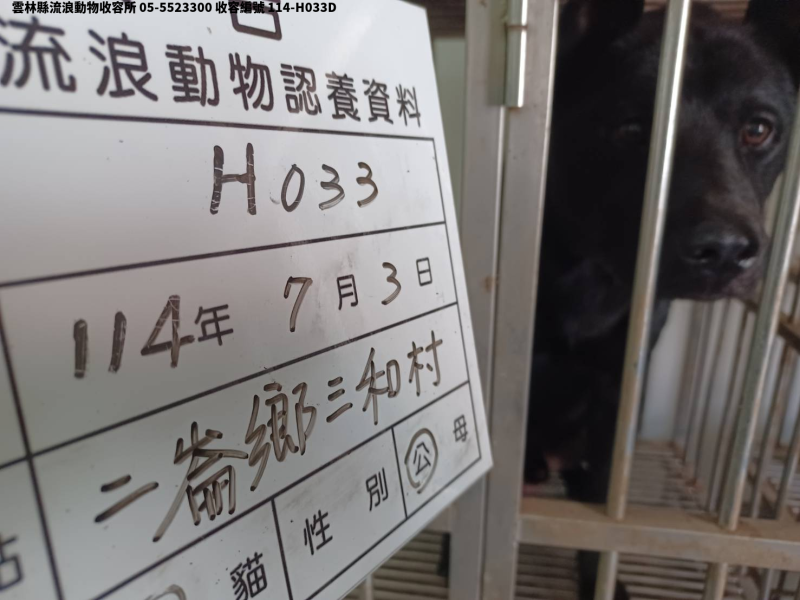 雲林縣流浪動物收容所 05-5523300 收容編號 114-H033D
流浪動物認養資料
H033
114年 7月 3日
二崙鄉三和村
貓 性別 公 母